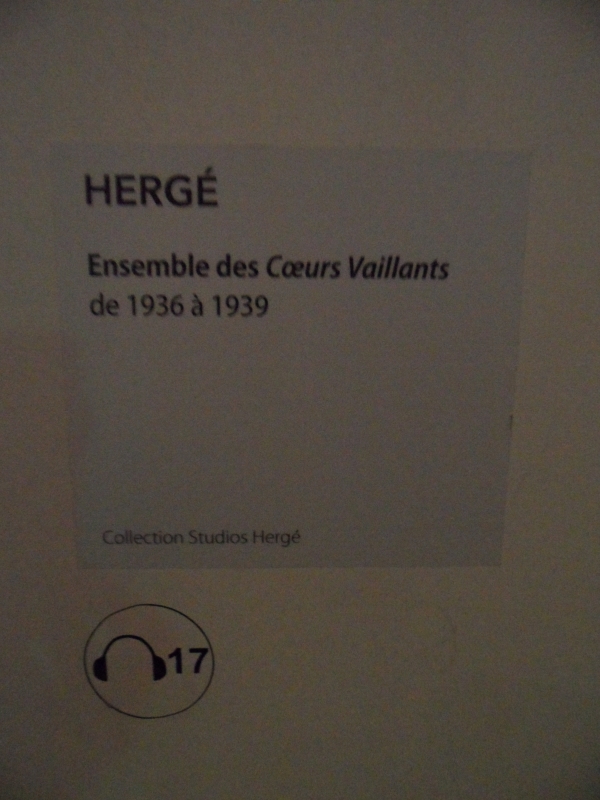 HERGÉ
Ensemble des Cœurs Vaillants
de 1936 à 1939
Collection Studios Hergé
17